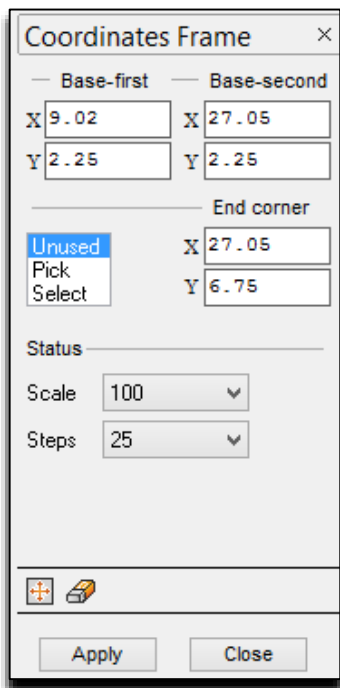 Coordinates Frame ×
Base-first Base-second
X 9.02 X 27.05
Y 2.25 Y 2.25
End corner
Unused X 27.05
Pick Y 6.75
Select
Status
Scale 100
Steps 25
Apply Close